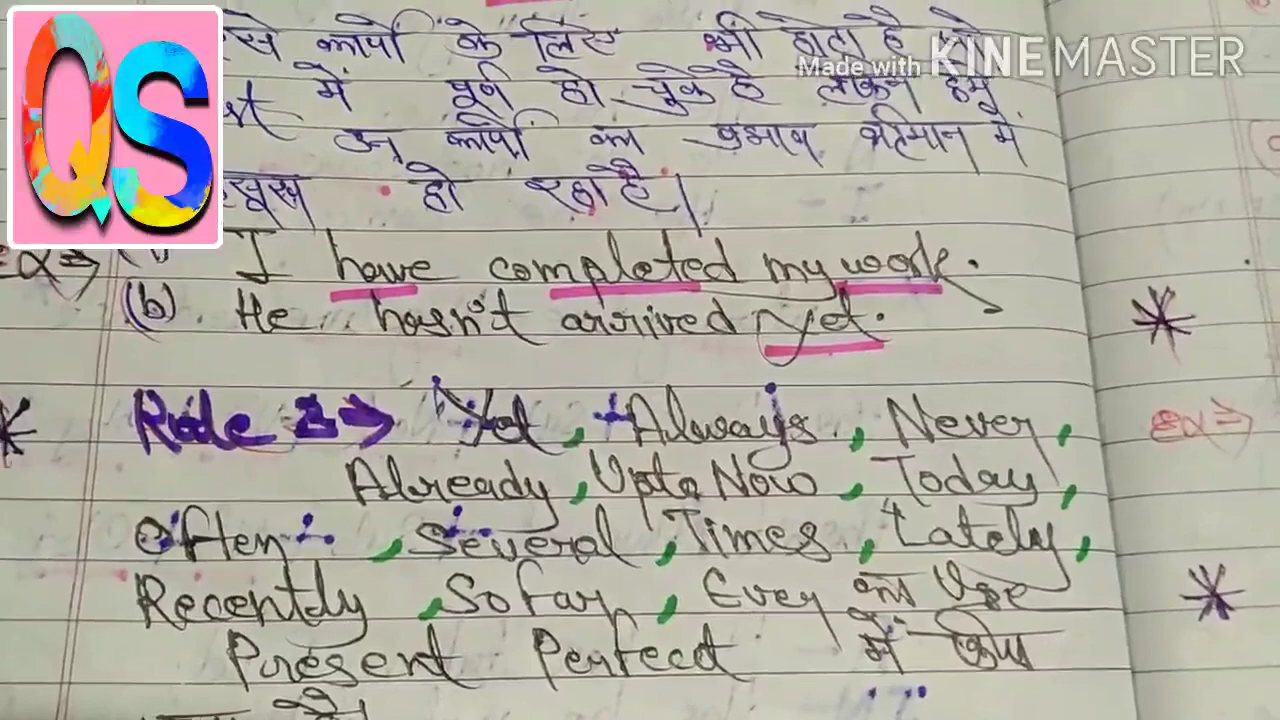 QS
Made with KINEMASTER
कार्यो के लिए भी होता है जो
में पूर्ण हो चुके है लेकिन हमे
उन कार्यो का प्रभाव वर्तमान में
हो रहा है।
Ex⇒ I have completed my work.
(b). He hasn't arrived yet.
* Rule 2⇒ Yet, Always, Never,
Already, Upto Now, Today,
Often, Several, Times, Lately,
Recently, So far, Ever का Use
Present Perfect में किया
है।
*
Ex⇒
*